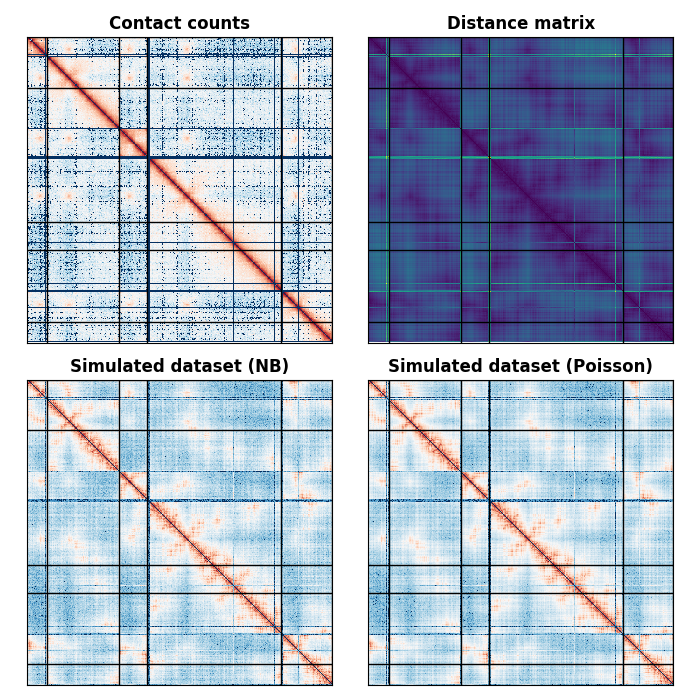 Contact counts
Distance matrix
Simulated dataset (NB)
Simulated dataset (Poisson)